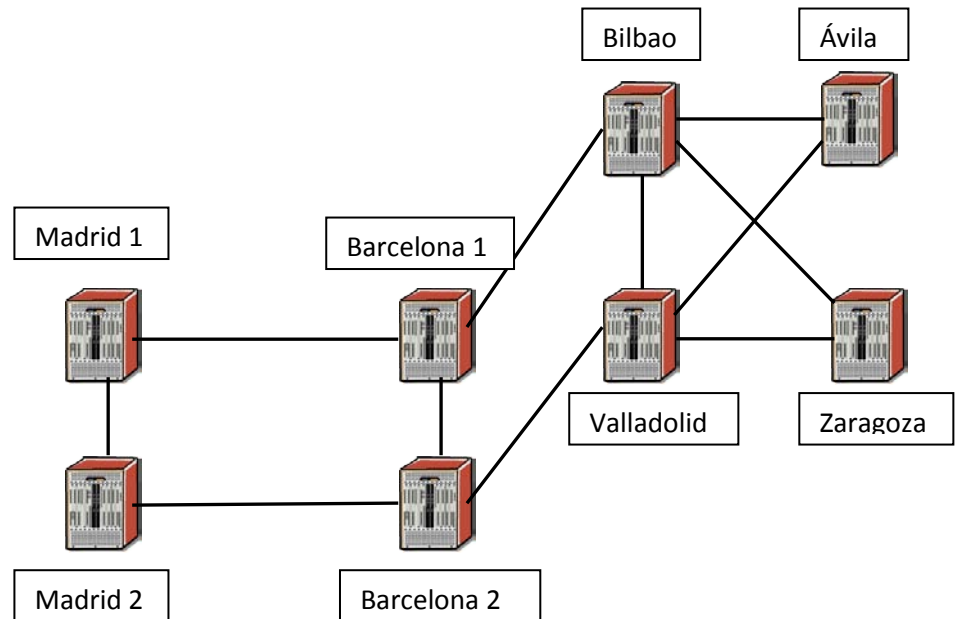 Bilbao
Ávila
Madrid 1
Barcelona 1
Valladolid
Zaragoza
Madrid 2
Barcelona 2